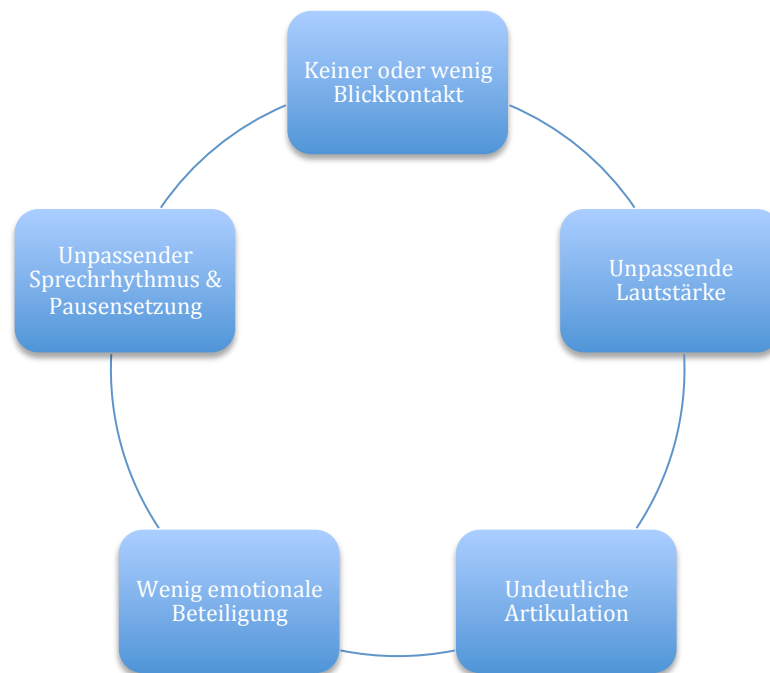 Keiner oder wenig
Blickkontakt
Unpassende
Lautstärke
Undeutliche
Artikulation
Wenig emotionale
Beteiligung
Unpassender
Sprechrhythmus &
Pausensetzung